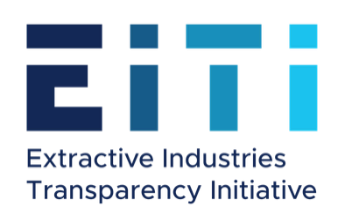 EiTi
Extractive Industries
Transparency Initiative